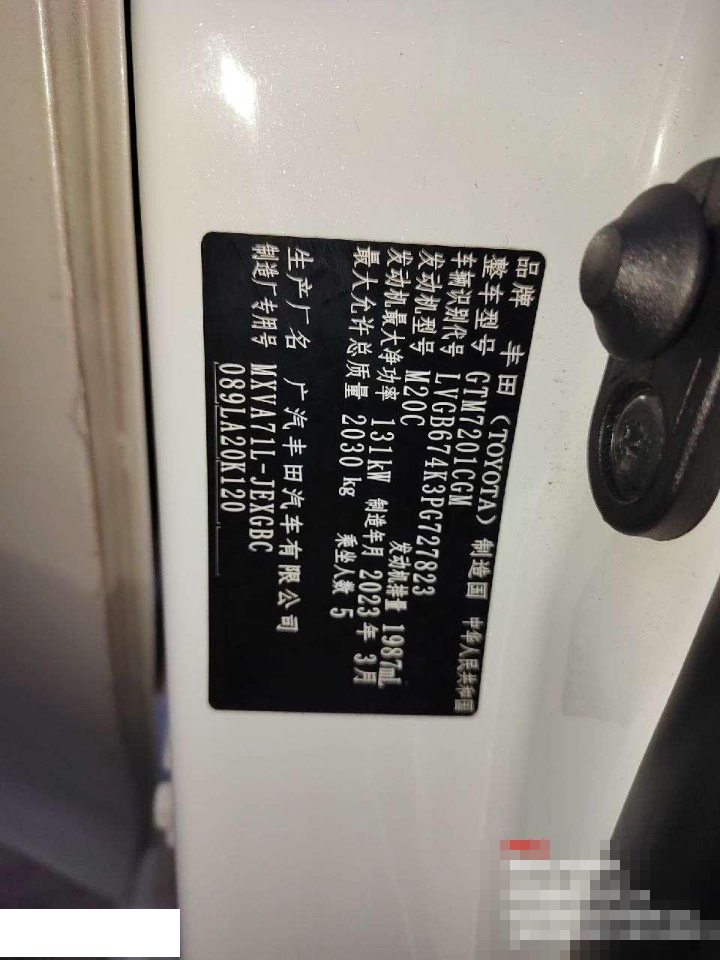 品牌 丰田 (TOYOTA) 制造国 中华人民共和国
整车型号 GTM7201CGM
车辆识别代号 LVGB674K3PG727823
发动机型号 M20C 发动机排量 1987mL
发动机最大净功率 131kW 制造年月 2023年 3月
最大允许总质量 2030 kg 乘坐人数 5
生产厂名 广汽丰田汽车有限公司
制造厂专用号 MXVA71L-JEXGBC
089LA20K120